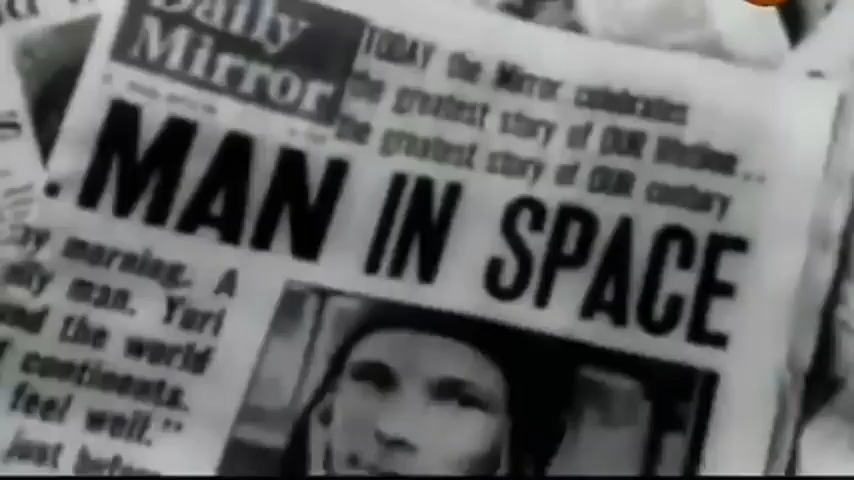 Daily
Mirror
TODAY the Mirror celebrates
the greatest story of OUR lifetime..
the greatest story of OUR century
MAN IN SPACE
morning. A
man. Yuri
the world
continents.
feel well."
just before